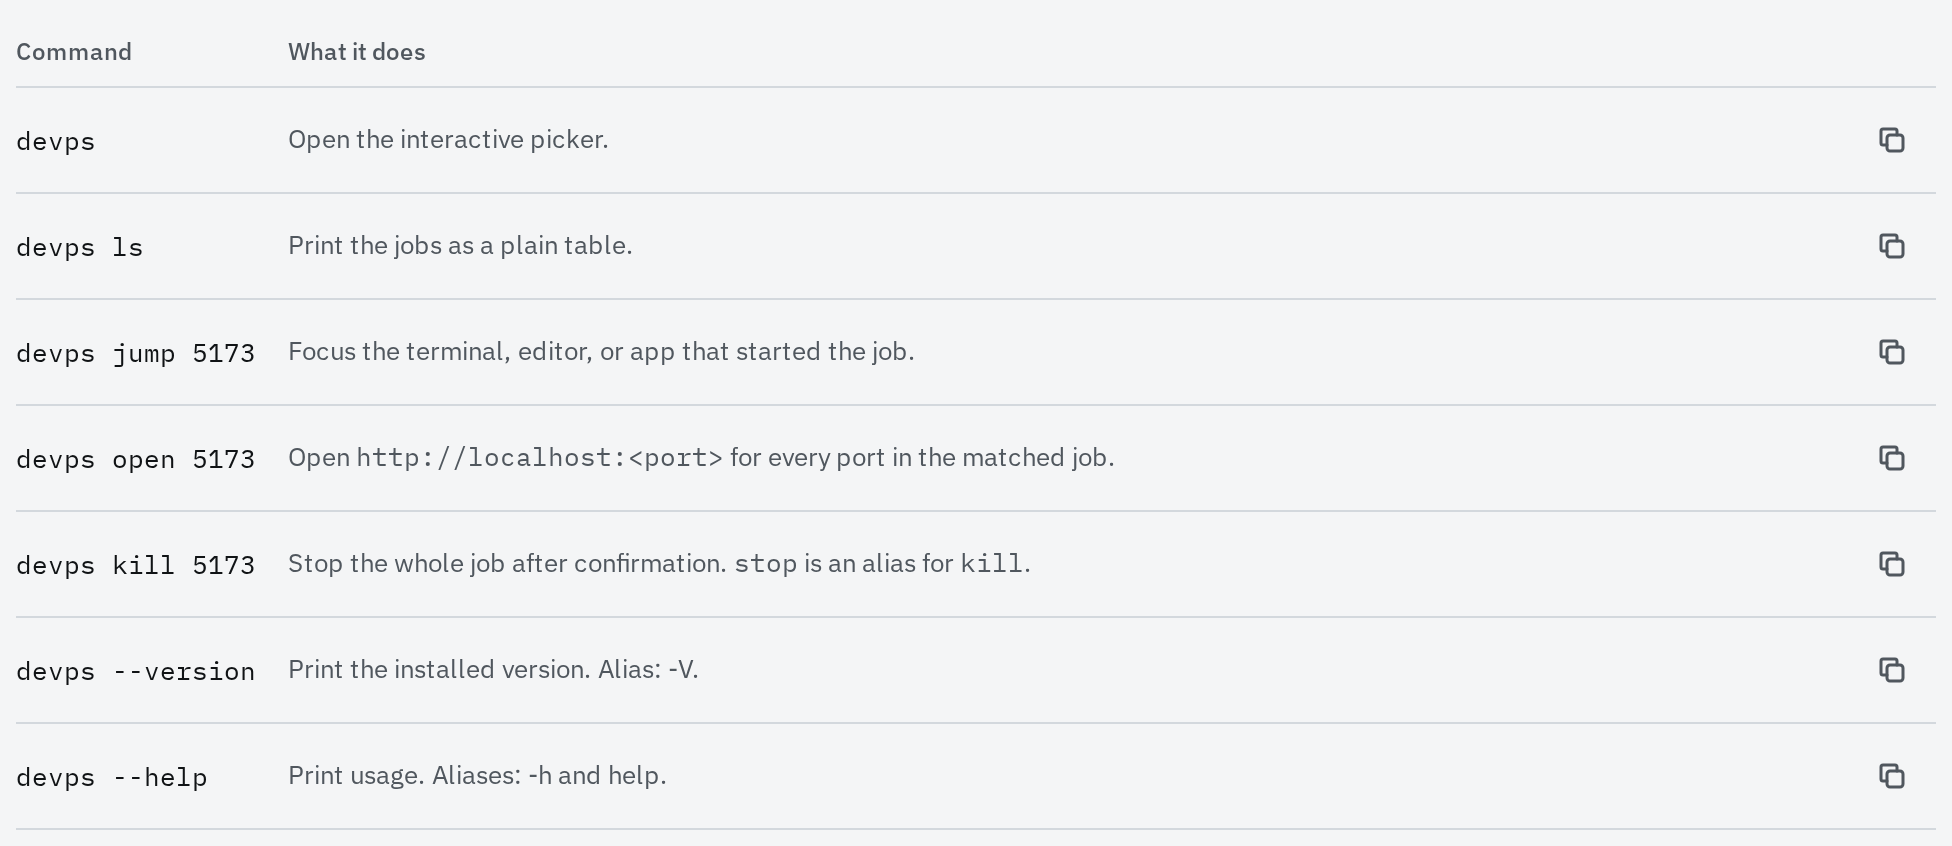 Command What it does
devps Open the interactive picker.
devps ls Print the jobs as a plain table.
devps jump 5173 Focus the terminal, editor, or app that started the job.
devps open 5173 Open http://localhost:<port> for every port in the matched job.
devps kill 5173 Stop the whole job after confirmation. stop is an alias for kill.
devps --version Print the installed version. Alias: -V.
devps --help Print usage. Aliases: -h and help.